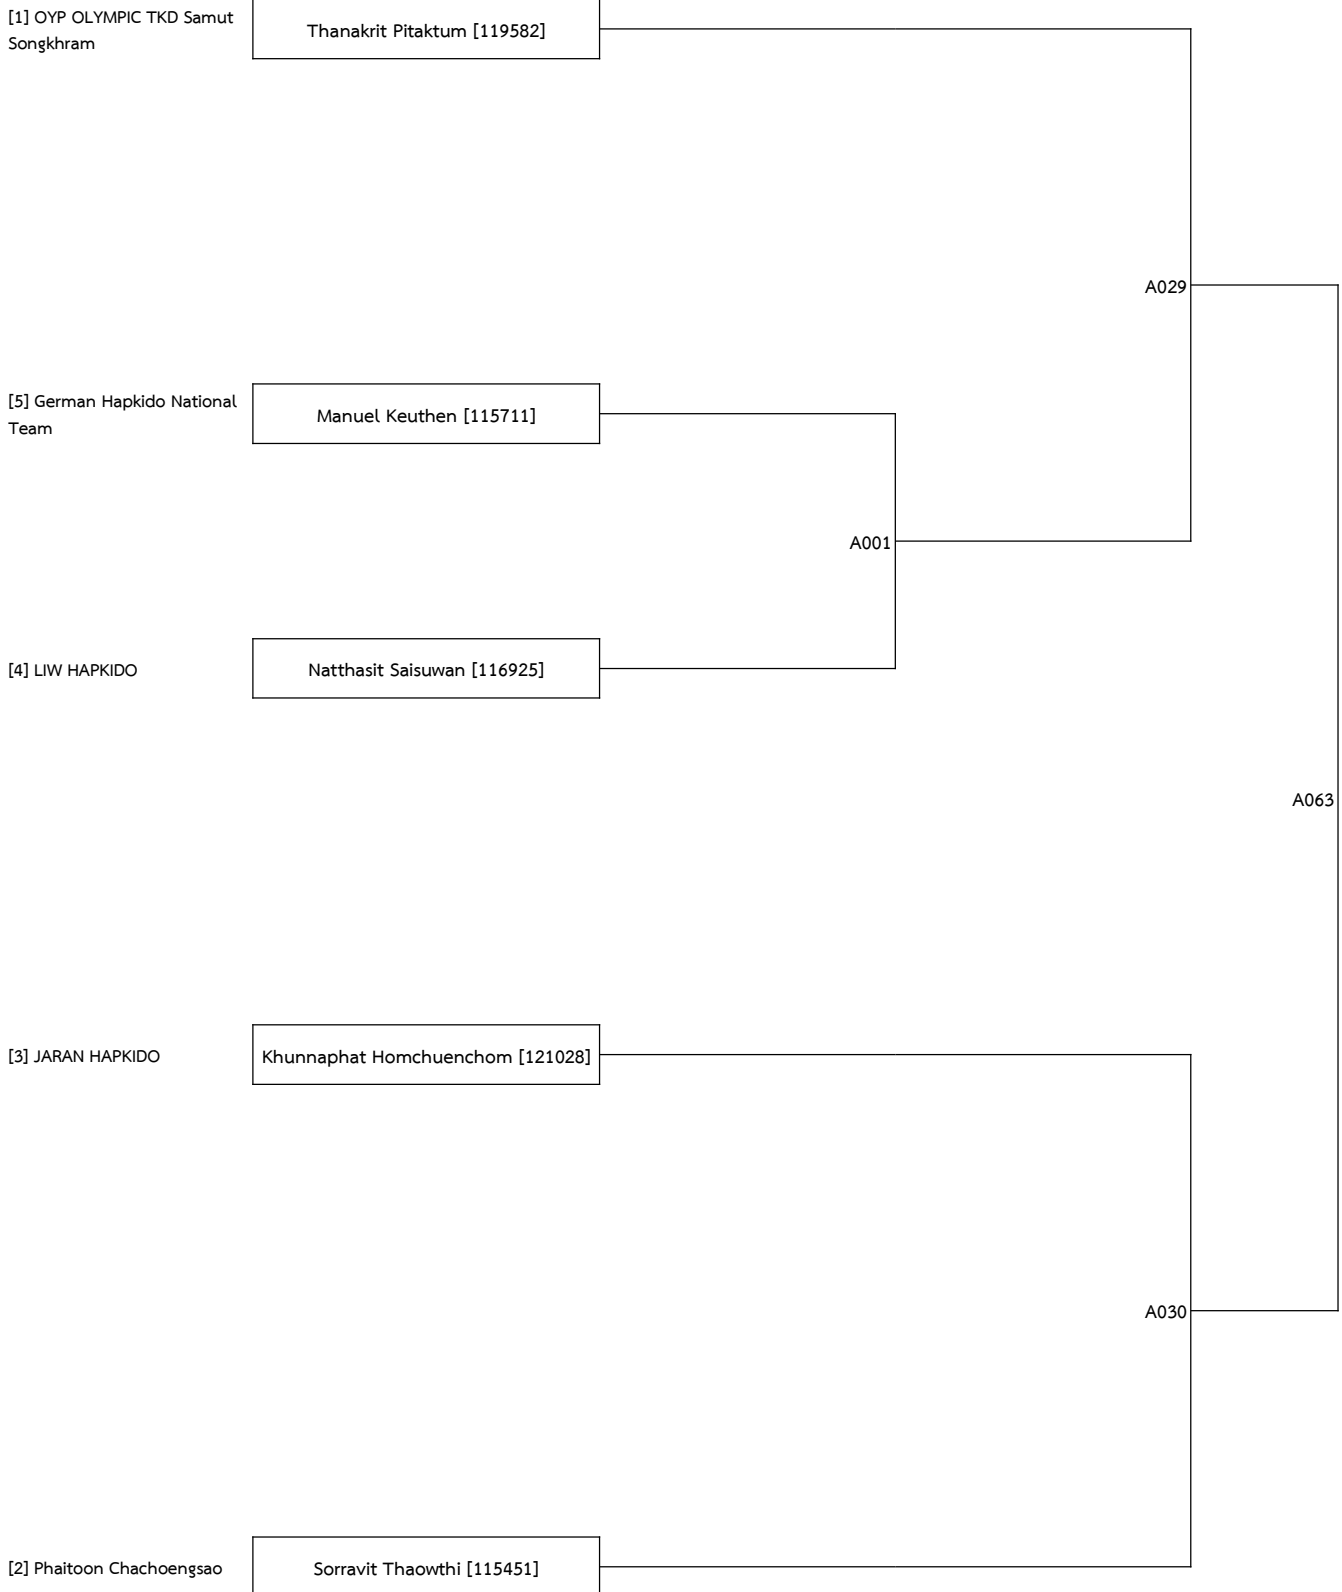 [1] OYP OLYMPIC TKD Samut
Songkhram
Thanakrit Pitaktum [119582]
A029
[5] German Hapkido National
Team
Manuel Keuthen [115711]
A001
[4] LIW HAPKIDO
Natthasit Saisuwan [116925]
A063
[3] JARAN HAPKIDO
Khunnaphat Homchuenchom [121028]
A030
[2] Phaitoon Chachoengsao
Sorravit Thaowthi [115451]